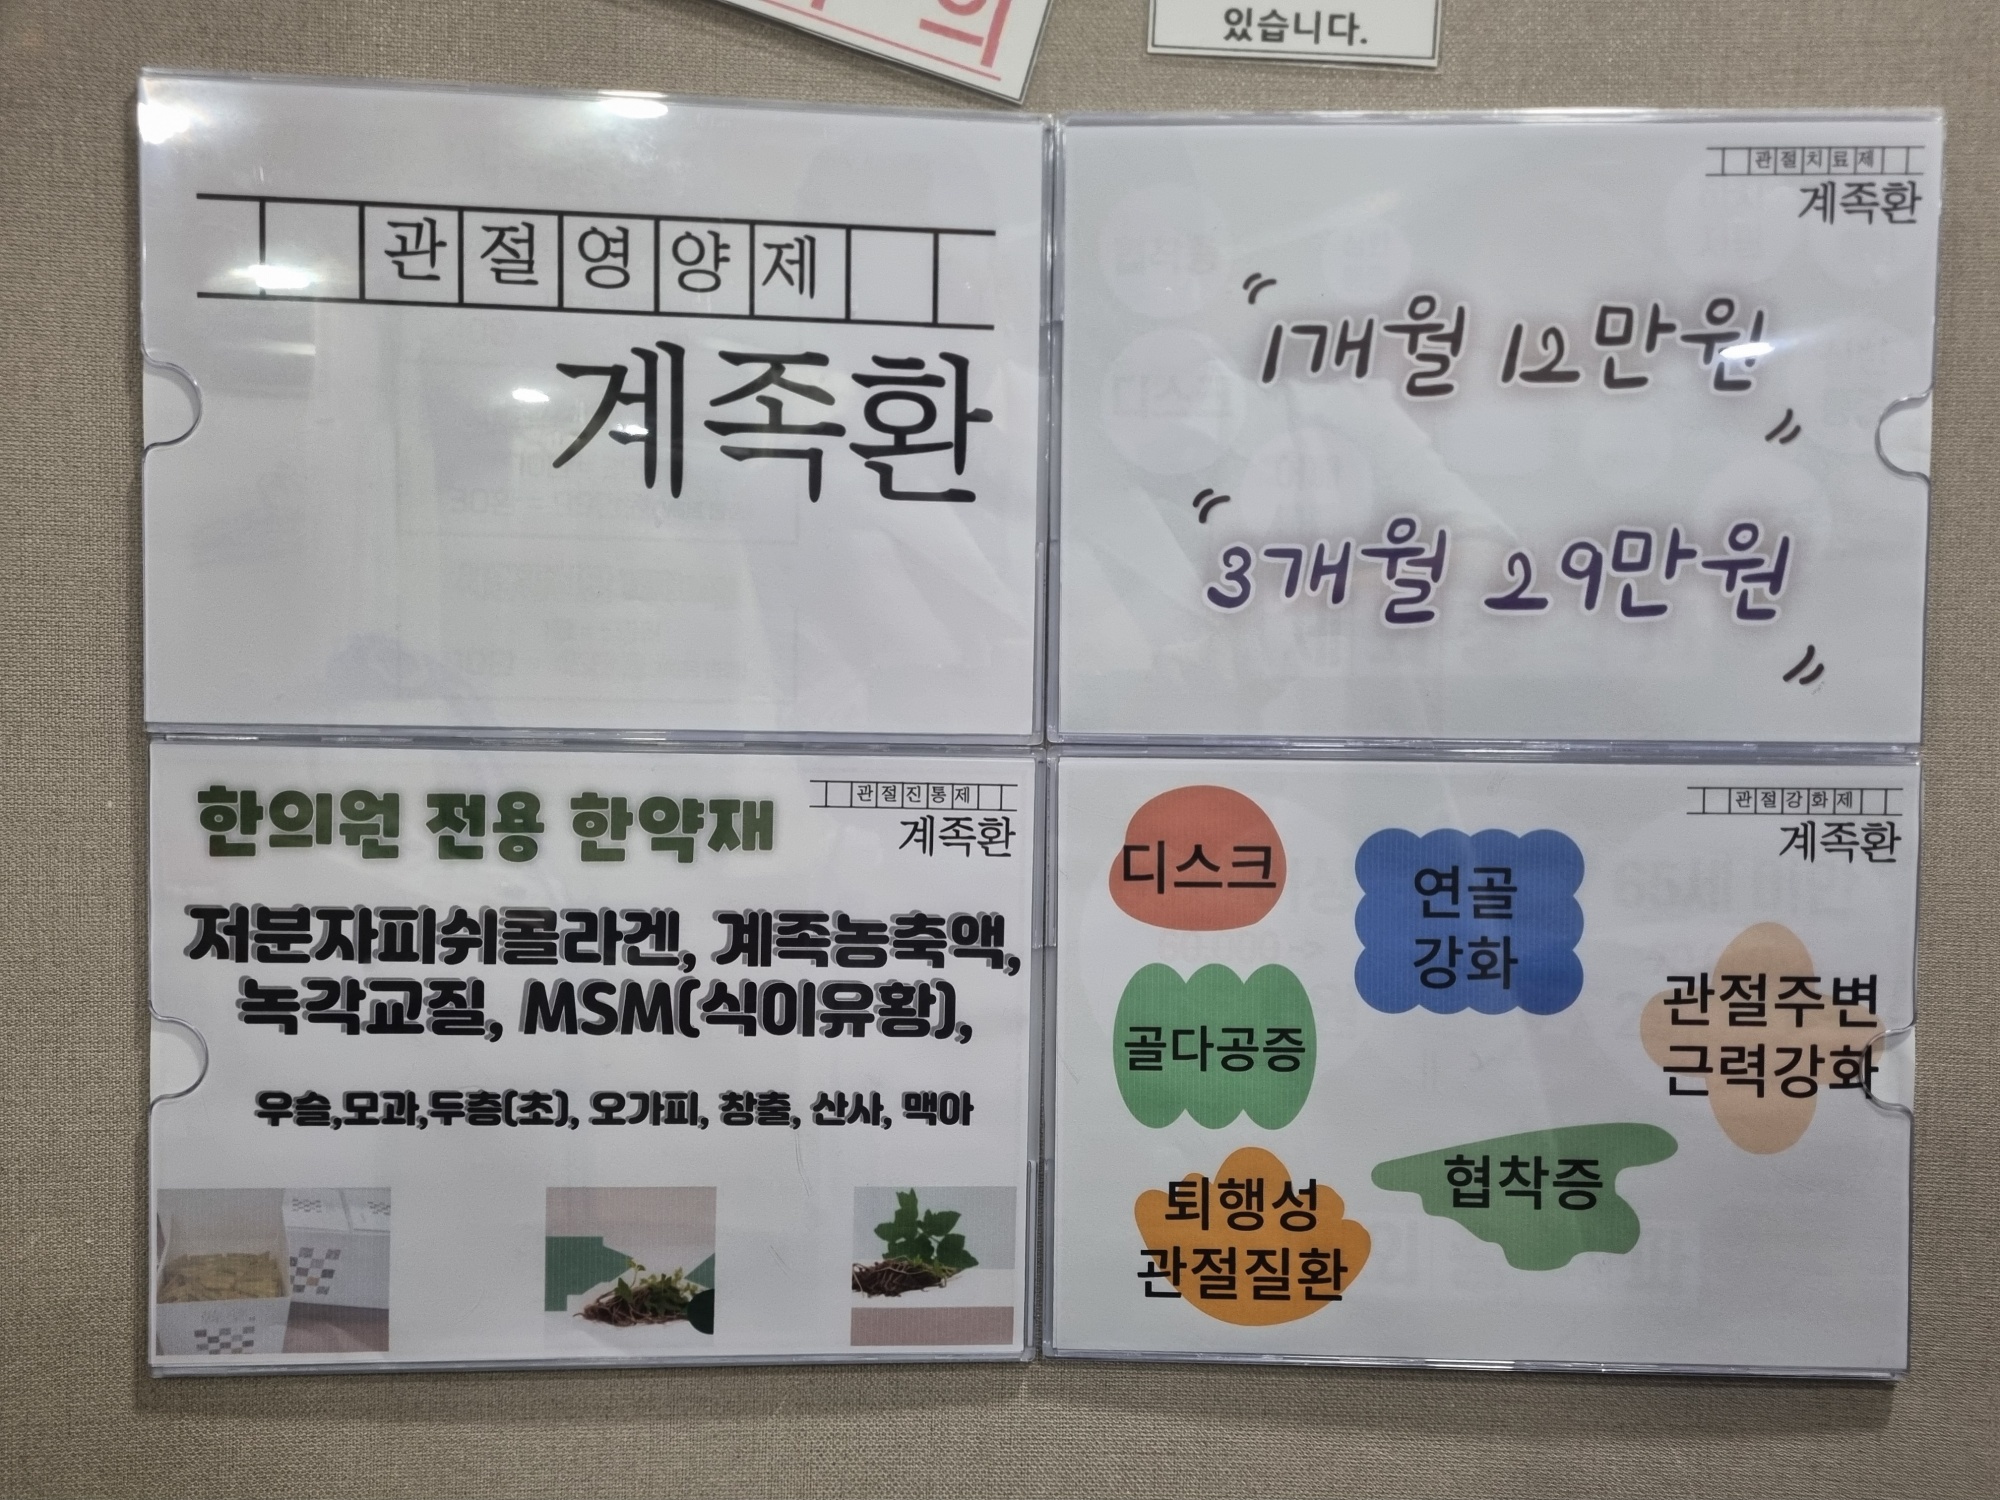 의
있습니다.
관절영양제
계족환
관절치료제
계족환
"1개월 12만원"
"3개월 29만원"
한의원 전용 한약재
관절진통제
계족환
저분자피쉬콜라겐, 계족농축액,
녹각교질, MSM(식이유황),
우슬,모과,두층(초), 오가피, 창출, 산사, 맥아
관절강화제
계족환
디스크
연골
강화
관절주변
근력강화
골다공증
협착증
퇴행성
관절질환